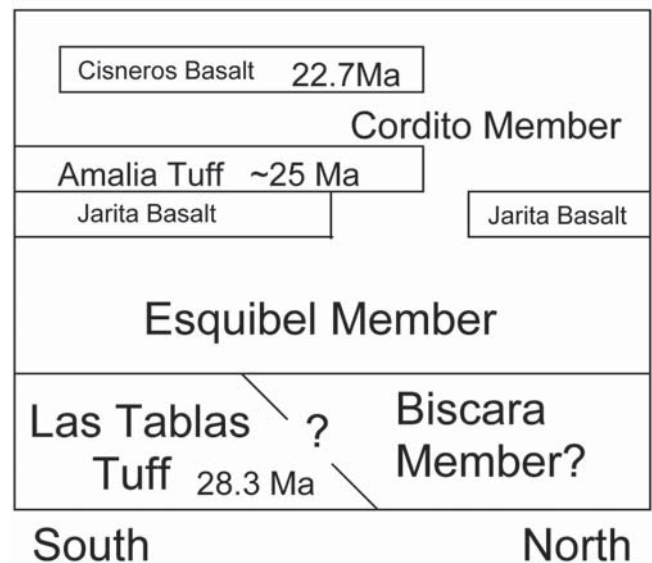 Cisneros Basalt 22.7Ma
Cordito Member
Amalia Tuff ~25 Ma
Jarita Basalt
Jarita Basalt
Esquibel Member
Las Tablas
Tuff 28.3 Ma
?
Biscara
Member?
South
North